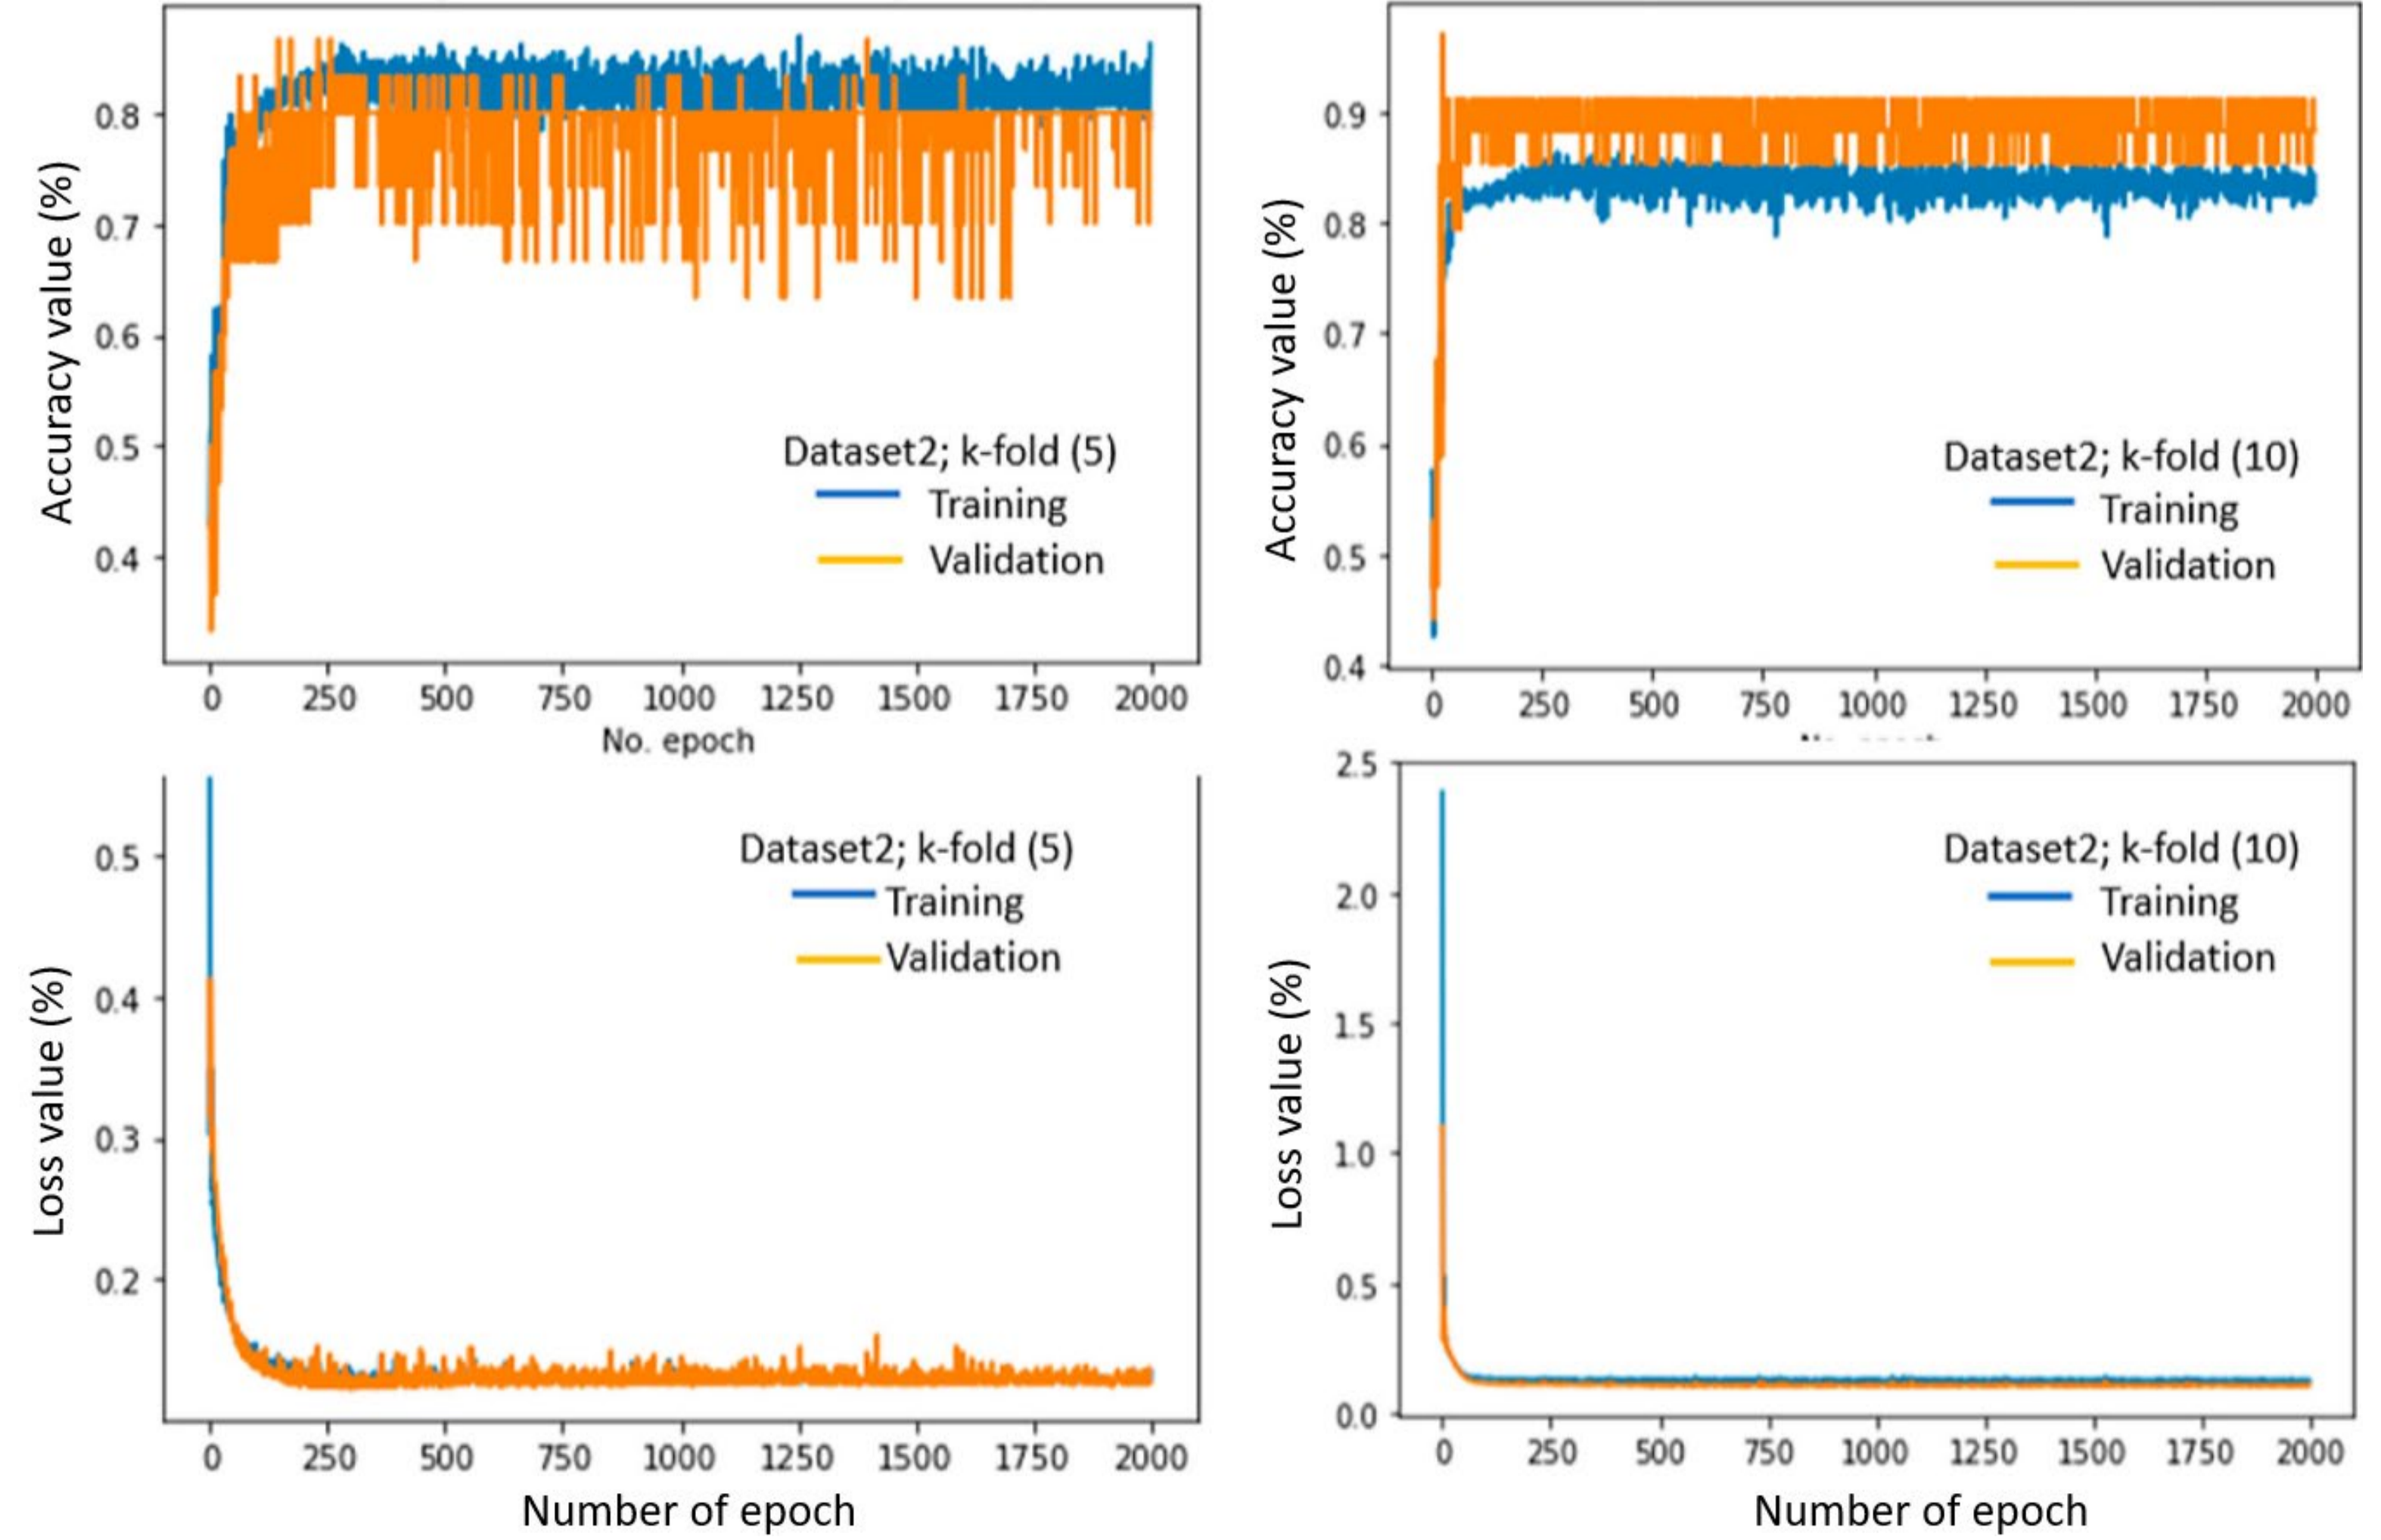 Accuracy value (%)
0.8
0.7
0.6
0.5
0.4
Dataset2; k-fold (5)
Training
Validation
0 250 500 750 1000 1250 1500 1750 2000
No. epoch
Accuracy value (%)
0.9
0.8
0.7
0.6
0.5
0.4
Dataset2; k-fold (10)
Training
Validation
0 250 500 750 1000 1250 1500 1750 2000
Loss value (%)
0.5
0.4
0.3
0.2
Dataset2; k-fold (5)
Training
Validation
0 250 500 750 1000 1250 1500 1750 2000
Number of epoch
Loss value (%)
2.5
2.0
1.5
1.0
0.5
0.0
Dataset2; k-fold (10)
Training
Validation
0 250 500 750 1000 1250 1500 1750 2000
Number of epoch